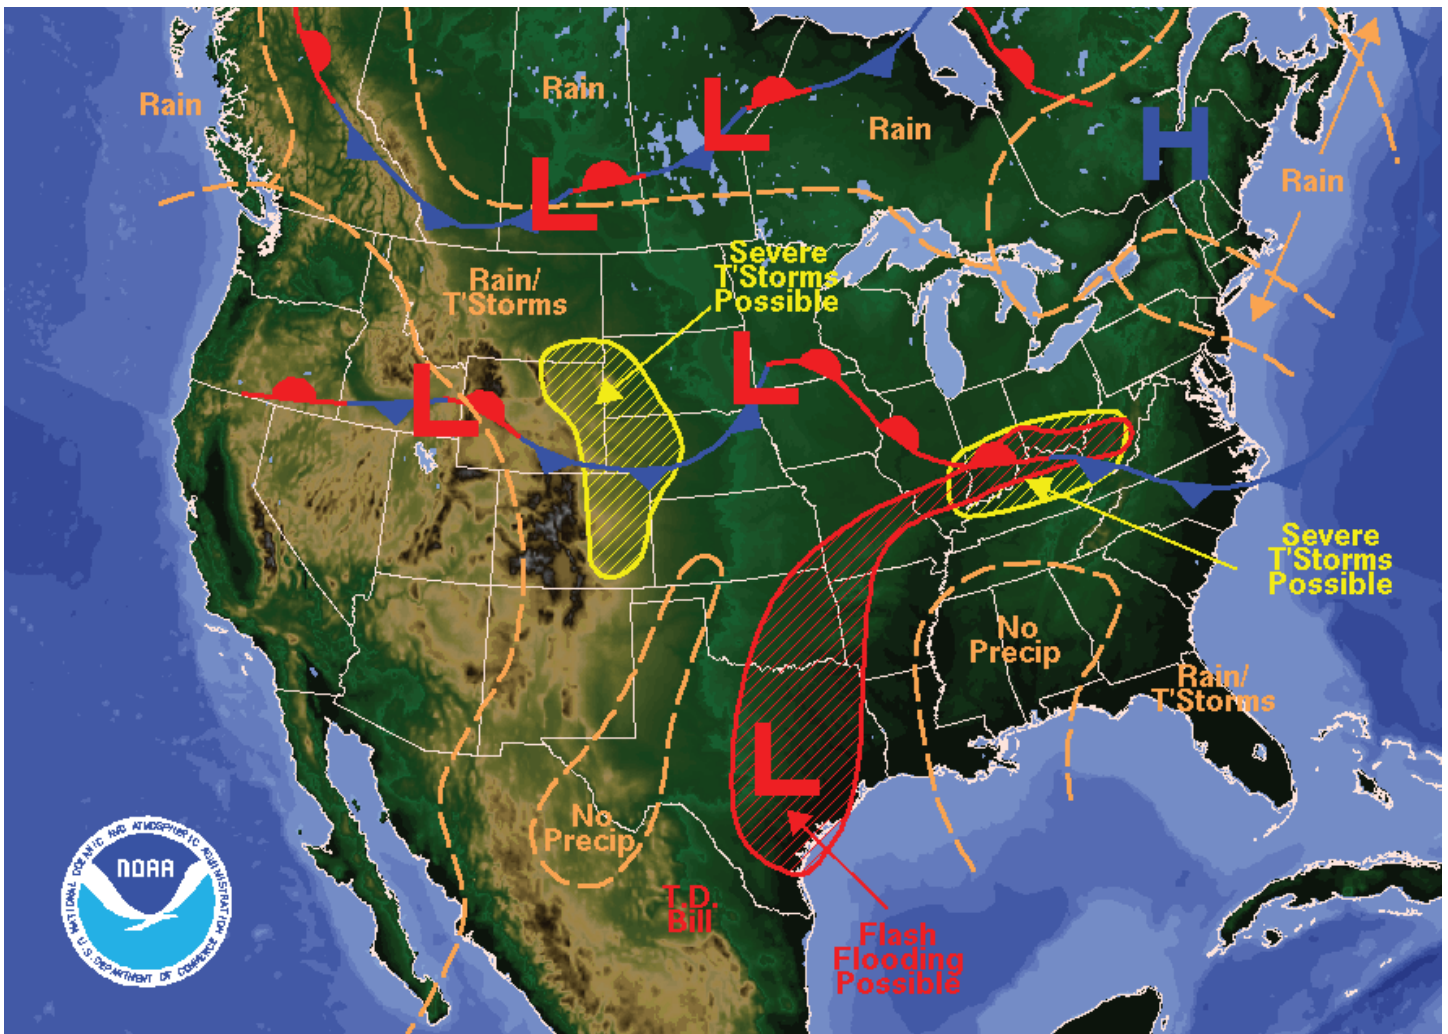 Rain
Rain
Rain
H
L
Rain
L
Severe
T'Storms
Possible
Rain/
T'Storms
L
L
Severe
T'Storms
Possible
No
Precip
Rain/
T'Storms
L
No
Precip
T.D.
Bill
Flash
Flooding
Possible
NATIONAL OCEANIC AND ATMOSPHERIC ADMINISTRATION
NOAA
U.S. DEPARTMENT OF COMMERCE